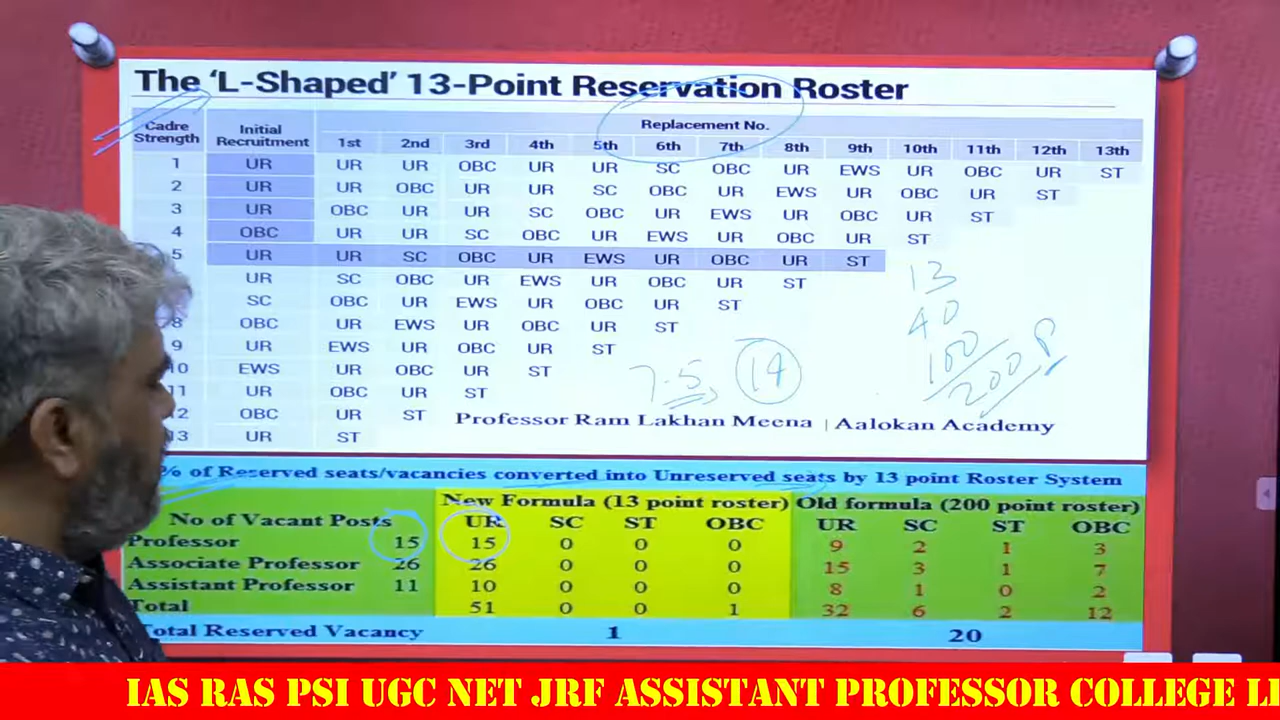 The 'L-Shaped' 13-Point Reservation Roster
Cadre Strength Initial Recruitment Replacement No.
1st 2nd 3rd 4th 5th 6th 7th 8th 9th 10th 11th 12th 13th
1 UR UR UR OBC UR UR SC OBC UR EWS UR OBC UR ST
2 UR UR OBC UR UR SC OBC UR EWS UR OBC UR ST
3 UR OBC UR UR SC OBC UR EWS UR OBC UR ST
4 OBC UR UR SC OBC UR EWS UR OBC UR ST
5 UR UR SC OBC UR EWS UR OBC UR ST
UR SC OBC UR EWS UR OBC UR ST
SC OBC UR EWS UR OBC UR ST
8 OBC UR EWS UR OBC UR ST
9 UR EWS UR OBC UR ST
10 EWS UR OBC UR ST
11 UR OBC UR ST
12 OBC UR ST
13 UR ST
13
40
100
200
7.5, 14
Professor Ram Lakhan Meena | Aalokan Academy
% of Reserved seats/vacancies converted into Unreserved seats by 13 point Roster System
New Formula (13 point roster) Old formula (200 point roster)
No of Vacant Posts UR SC ST OBC UR SC ST OBC
Professor 15 15 0 0 0 9 2 1 3
Associate Professor 26 26 0 0 0 15 3 1 7
Assistant Professor 11 10 0 0 0 8 1 0 2
Total 51 0 0 1 32 6 2 12
Total Reserved Vacancy 1 20
IAS RAS PSI UGC NET JRF ASSISTANT PROFESSOR COLLEGE